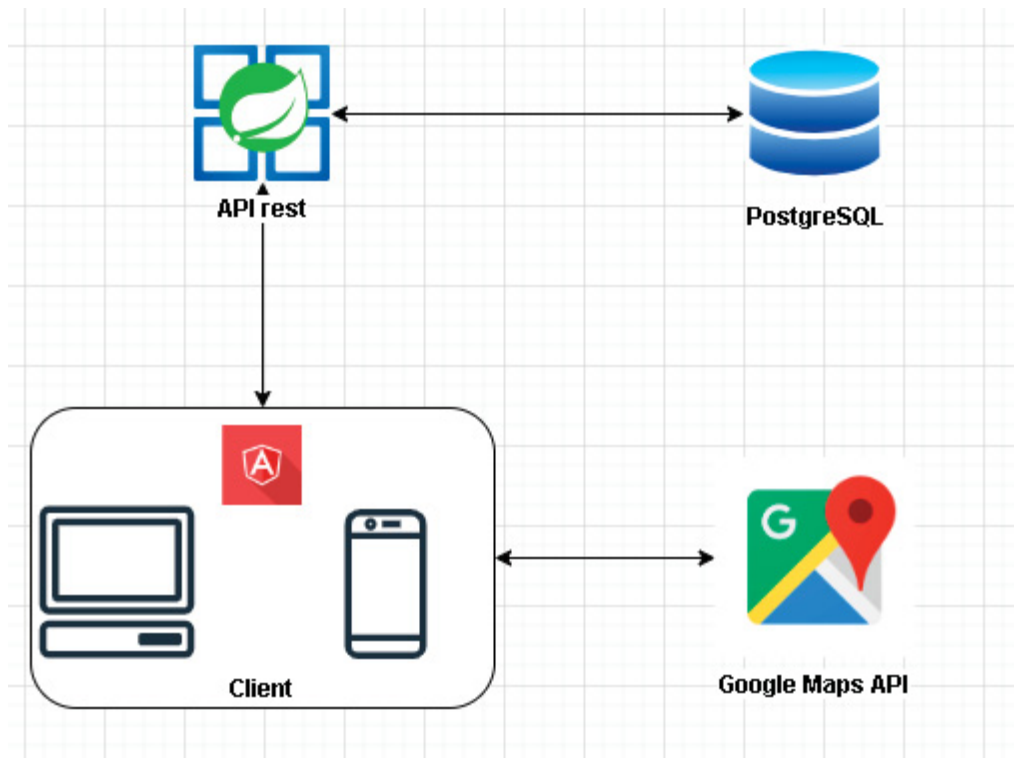 API rest
PostgreSQL
A
G
Client
Google Maps API